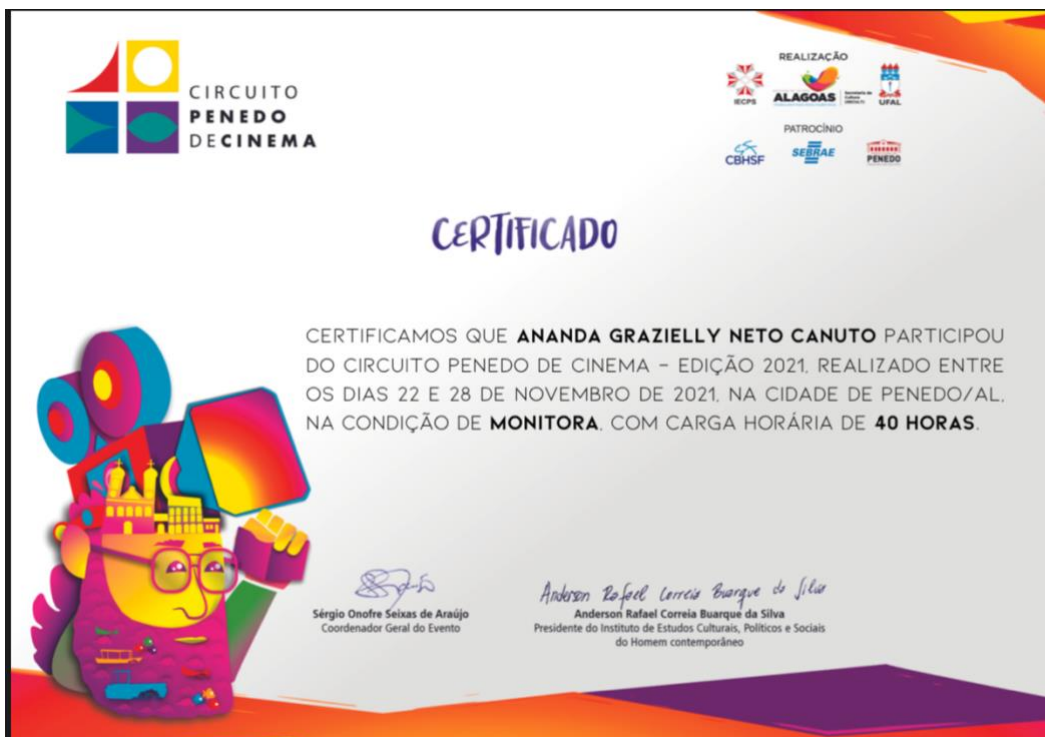 CIRCUITO
PENEDO
DECINEMA
REALIZAÇÃO
IECPS
ALAGOAS
Secretaria da
Cultura
UFAL
PATROCÍNIO
CBHSF
SEBRAE
PENEDO
CERTIFICADO
CERTIFICAMOS QUE ANANDA GRAZIELLY NETO CANUTO PARTICIPOU
DO CIRCUITO PENEDO DE CINEMA – EDIÇÃO 2021, REALIZADO ENTRE
OS DIAS 22 E 28 DE NOVEMBRO DE 2021, NA CIDADE DE PENEDO/AL,
NA CONDIÇÃO DE MONITORA, COM CARGA HORÁRIA DE 40 HORAS.
Anderson Rafael Correia Buarque da Silva
Sérgio Onofre Seixas de Araújo
Coordenador Geral do Evento
Anderson Rafael Correia Buarque da Silva
Presidente do Instituto de Estudos Culturais, Políticos e Sociais
do Homem contemporâneo